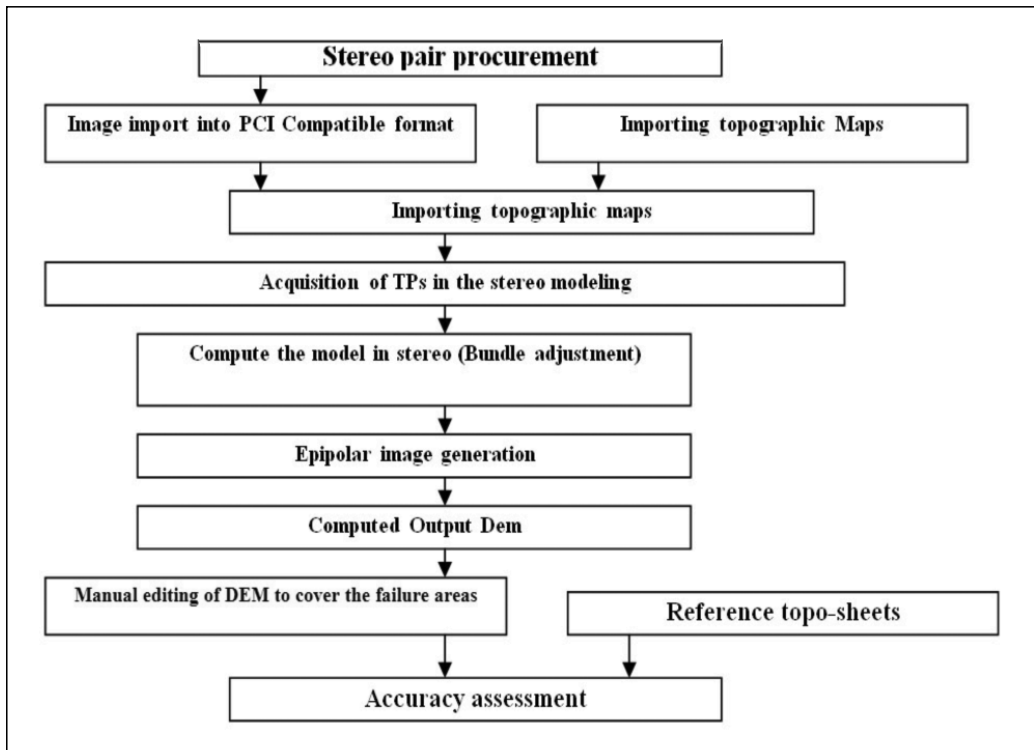 Stereo pair procurement
Image import into PCI Compatible format
Importing topographic Maps
Importing topographic maps
Acquisition of TPs in the stereo modeling
Compute the model in stereo (Bundle adjustment)
Epipolar image generation
Computed Output Dem
Manual editing of DEM to cover the failure areas
Reference topo-sheets
Accuracy assessment